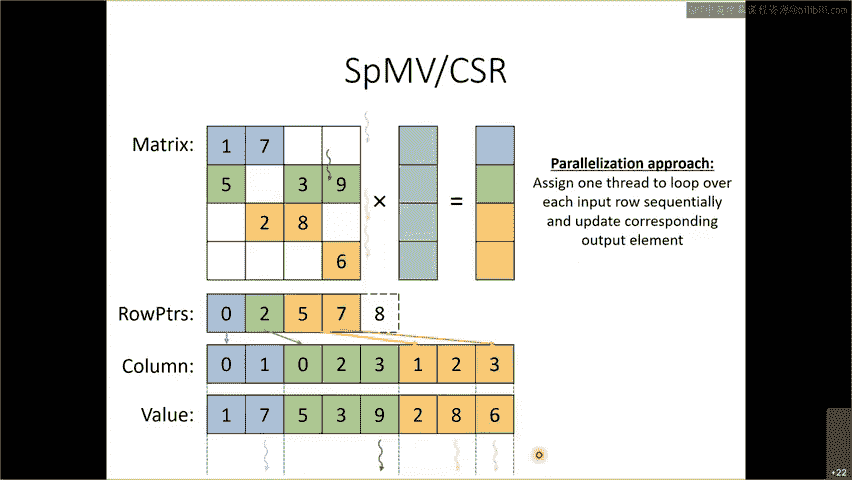 SpMV/CSR
Matrix:
1 7
5 3 9
2 8
6
×
=
Parallelization approach:
Assign one thread to loop over
each input row sequentially
and update corresponding
output element
RowPtrs: 0 2 5 7 8
Column: 0 1 0 2 3 1 2 3
Value: 1 7 5 3 9 2 8 6
+22